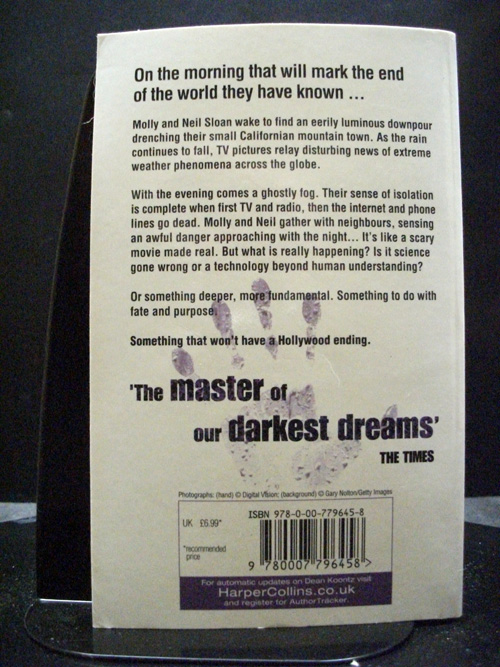 On the morning that will mark the end
of the world they have known ...
Molly and Neil Sloan wake to find an eerily luminous downpour
drenching their small Californian mountain town. As the rain
continues to fall, TV pictures relay disturbing news of extreme
weather phenomena across the globe.
With the evening comes a ghostly fog. Their sense of isolation
is complete when first TV and radio, then the internet and phone
lines go dead. Molly and Neil gather with neighbours, sensing
an awful danger approaching with the night... It's like a scary
movie made real. But what is really happening? Is it science
gone wrong or a technology beyond human understanding?
Or something deeper, more fundamental. Something to do with
fate and purpose.
Something that won't have a Hollywood ending.
'The master of
our darkest dreams'
THE TIMES
Photographs: (hand) © Digital Vision; (background) © Gary Nolton/Getty Images
ISBN 978-0-00-779645-8
UK £6.99*
*recommended
price
9 780007 796458 >
For automatic updates on Dean Koontz visit
HarperCollins.co.uk
and register for AuthorTracker.